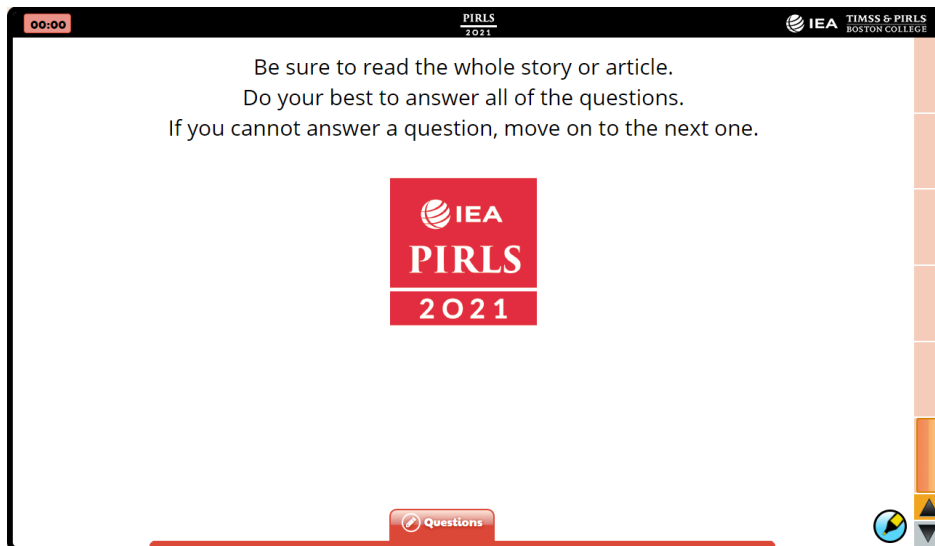 00:00
PIRLS
2021
IEA
TIMSS & PIRLS
BOSTON COLLEGE
Be sure to read the whole story or article.
Do your best to answer all of the questions.
If you cannot answer a question, move on to the next one.
IEA
PIRLS
2021
Questions